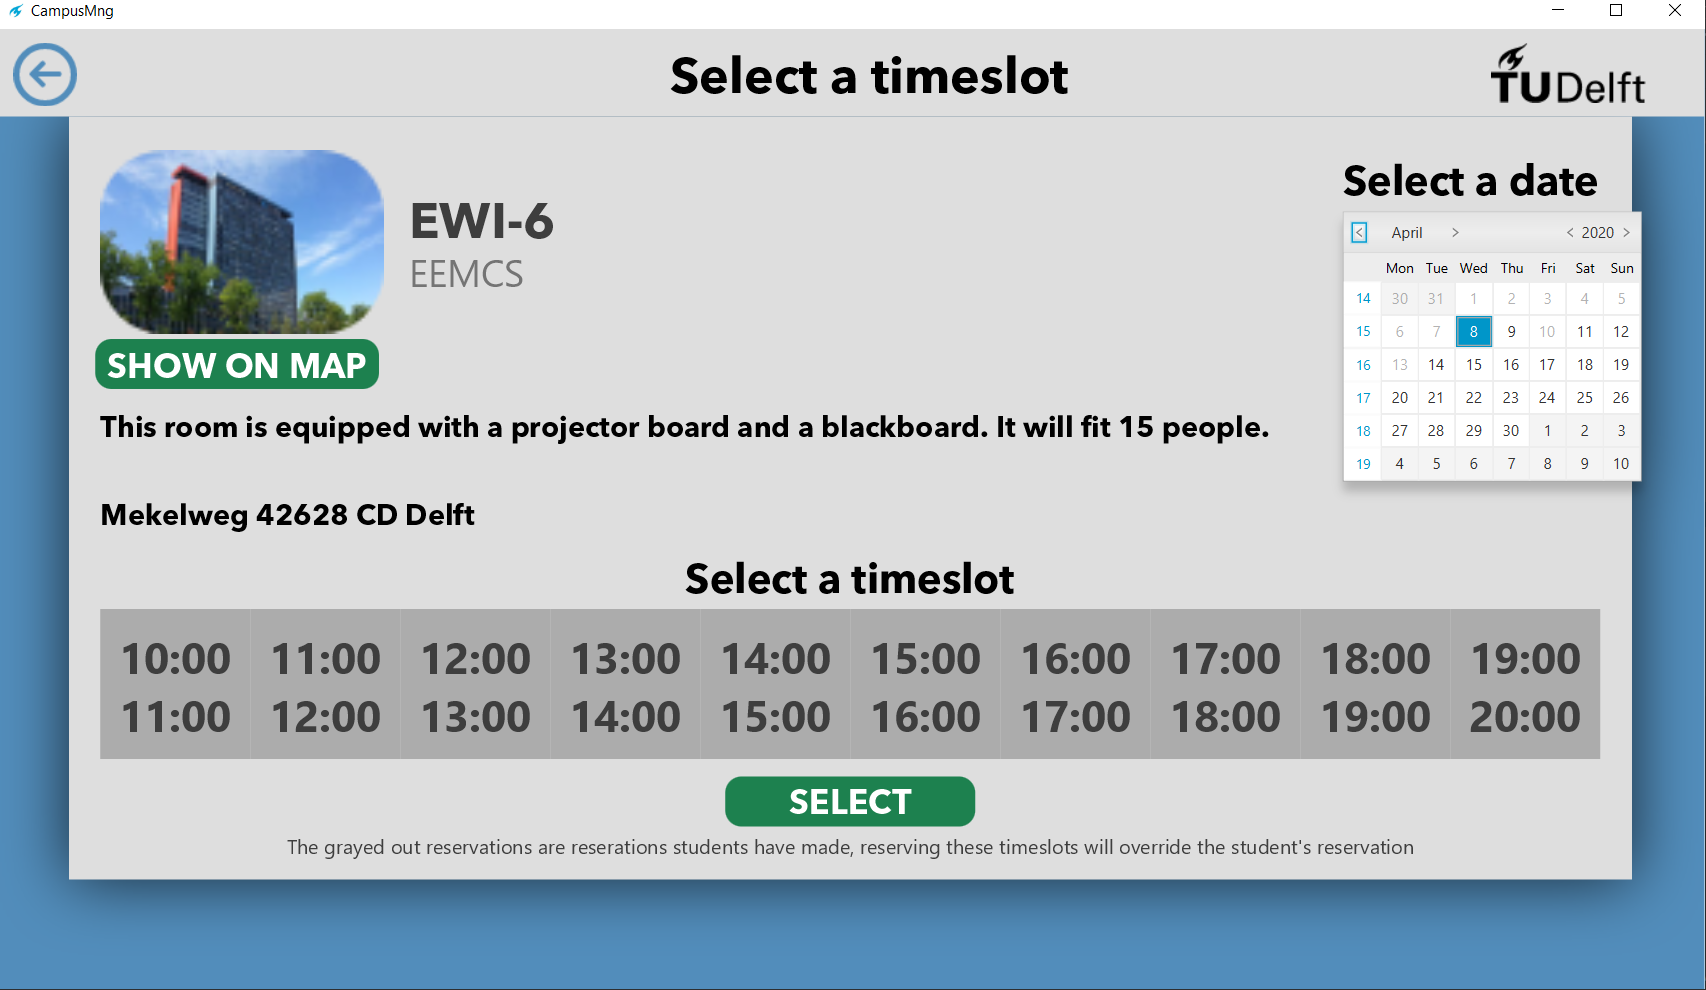 CampusMng
Select a timeslot
TU Delft
EWI-6
EEMCS
SHOW ON MAP
This room is equipped with a projector board and a blackboard. It will fit 15 people.
Mekelweg 42628 CD Delft
Select a date
< April > < 2020 >
Mon Tue Wed Thu Fri Sat Sun
14 30 31 1 2 3 4 5
15 6 7 8 9 10 11 12
16 13 14 15 16 17 18 19
17 20 21 22 23 24 25 26
18 27 28 29 30 1 2 3
19 4 5 6 7 8 9 10
Select a timeslot
10:00 11:00 12:00 13:00 14:00 15:00 16:00 17:00 18:00 19:00
11:00 12:00 13:00 14:00 15:00 16:00 17:00 18:00 19:00 20:00
SELECT
The grayed out reservations are reserations students have made, reserving these timeslots will override the student's reservation